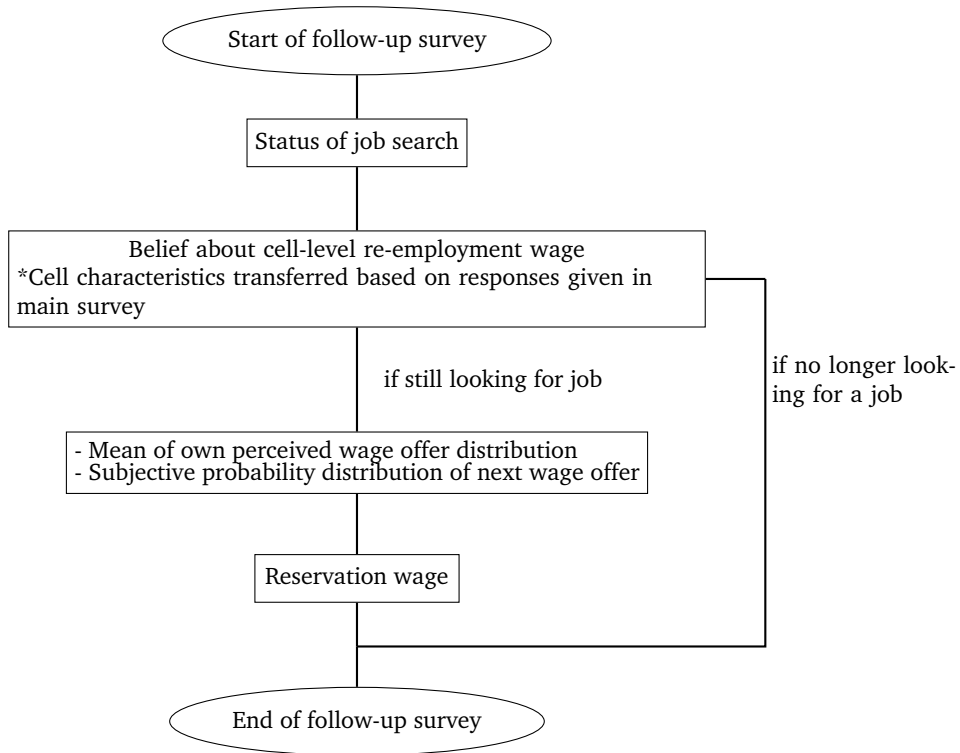 Start of follow-up survey
Status of job search
Belief about cell-level re-employment wage
*Cell characteristics transferred based on responses given in
main survey
if still looking for job
if no longer look-
ing for a job
- Mean of own perceived wage offer distribution
- Subjective probability distribution of next wage offer
Reservation wage
End of follow-up survey